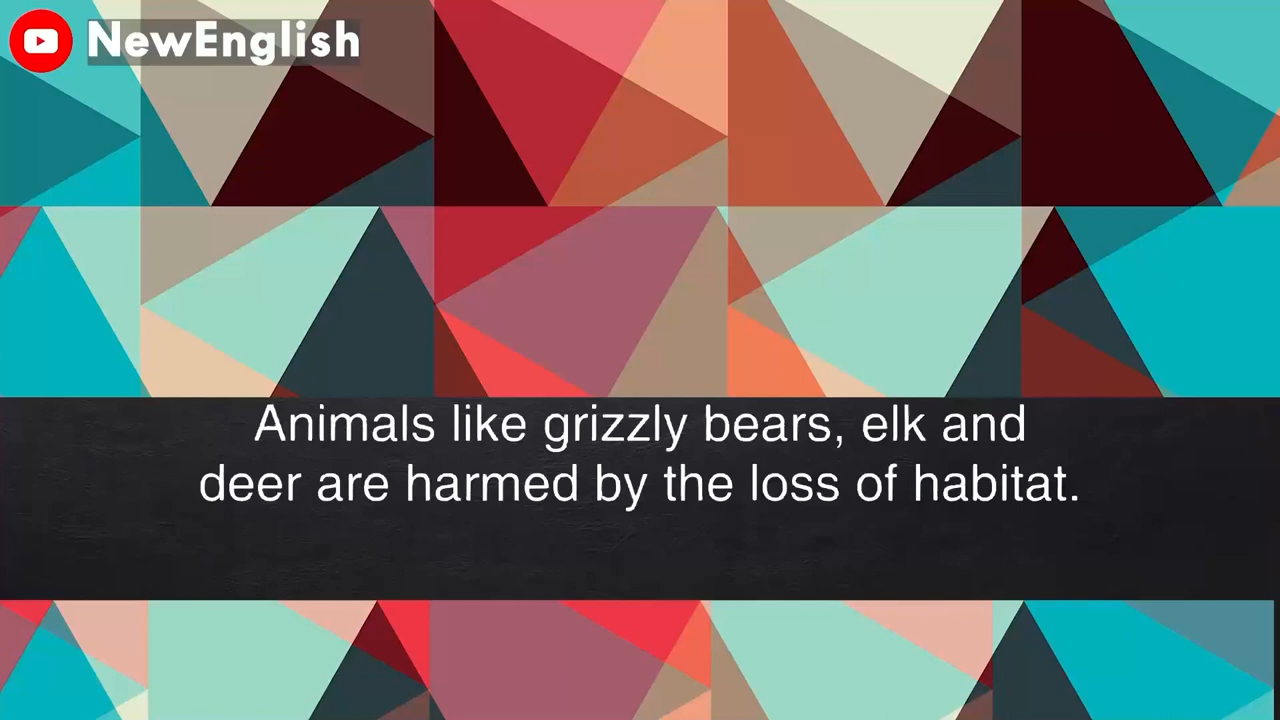 NewEnglish
Animals like grizzly bears, elk and
deer are harmed by the loss of habitat.